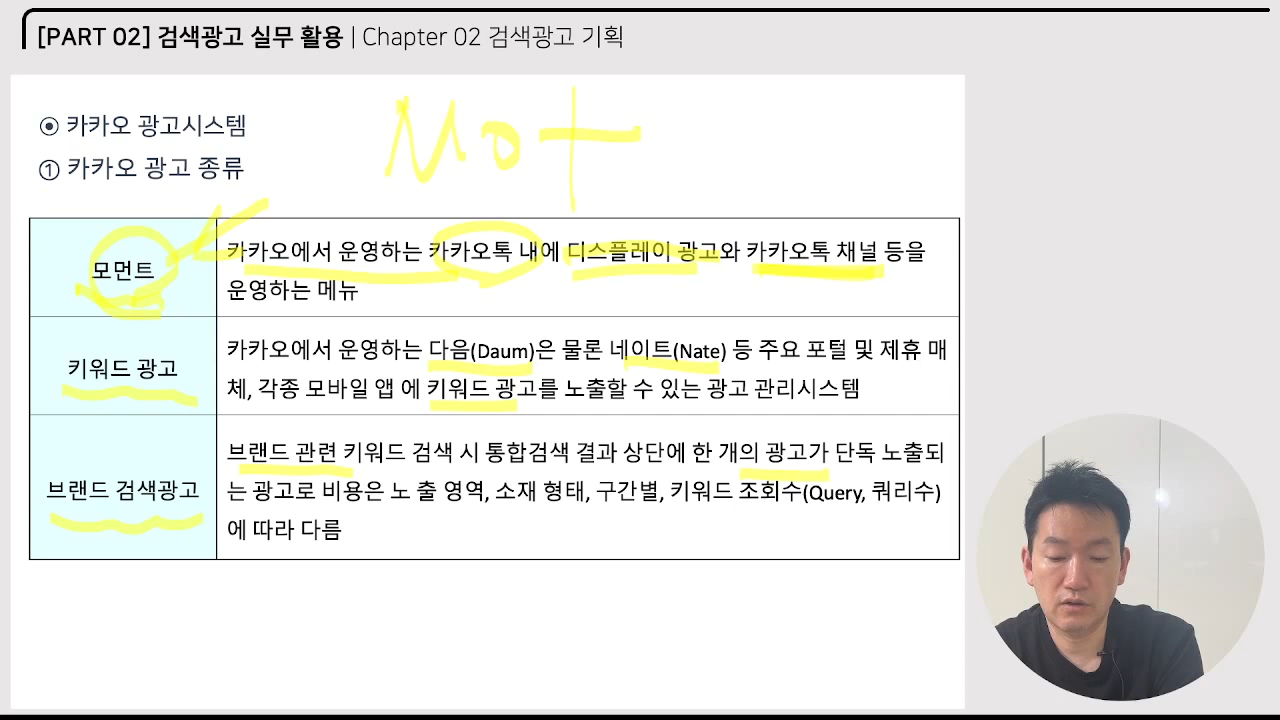 [PART 02] 검색광고 실무 활용 | Chapter 02 검색광고 기획
⦿ 카카오 광고시스템
① 카카오 광고 종류
Mot
모먼트
카카오에서 운영하는 카카오톡 내에 디스플레이 광고와 카카오톡 채널 등을
운영하는 메뉴
키워드 광고
카카오에서 운영하는 다음(Daum)은 물론 네이트(Nate) 등 주요 포털 및 제휴 매
체, 각종 모바일 앱 에 키워드 광고를 노출할 수 있는 광고 관리시스템
브랜드 검색광고
브랜드 관련 키워드 검색 시 통합검색 결과 상단에 한 개의 광고가 단독 노출되
는 광고로 비용은 노 출 영역, 소재 형태, 구간별, 키워드 조회수(Query, 쿼리수)
에 따라 다름